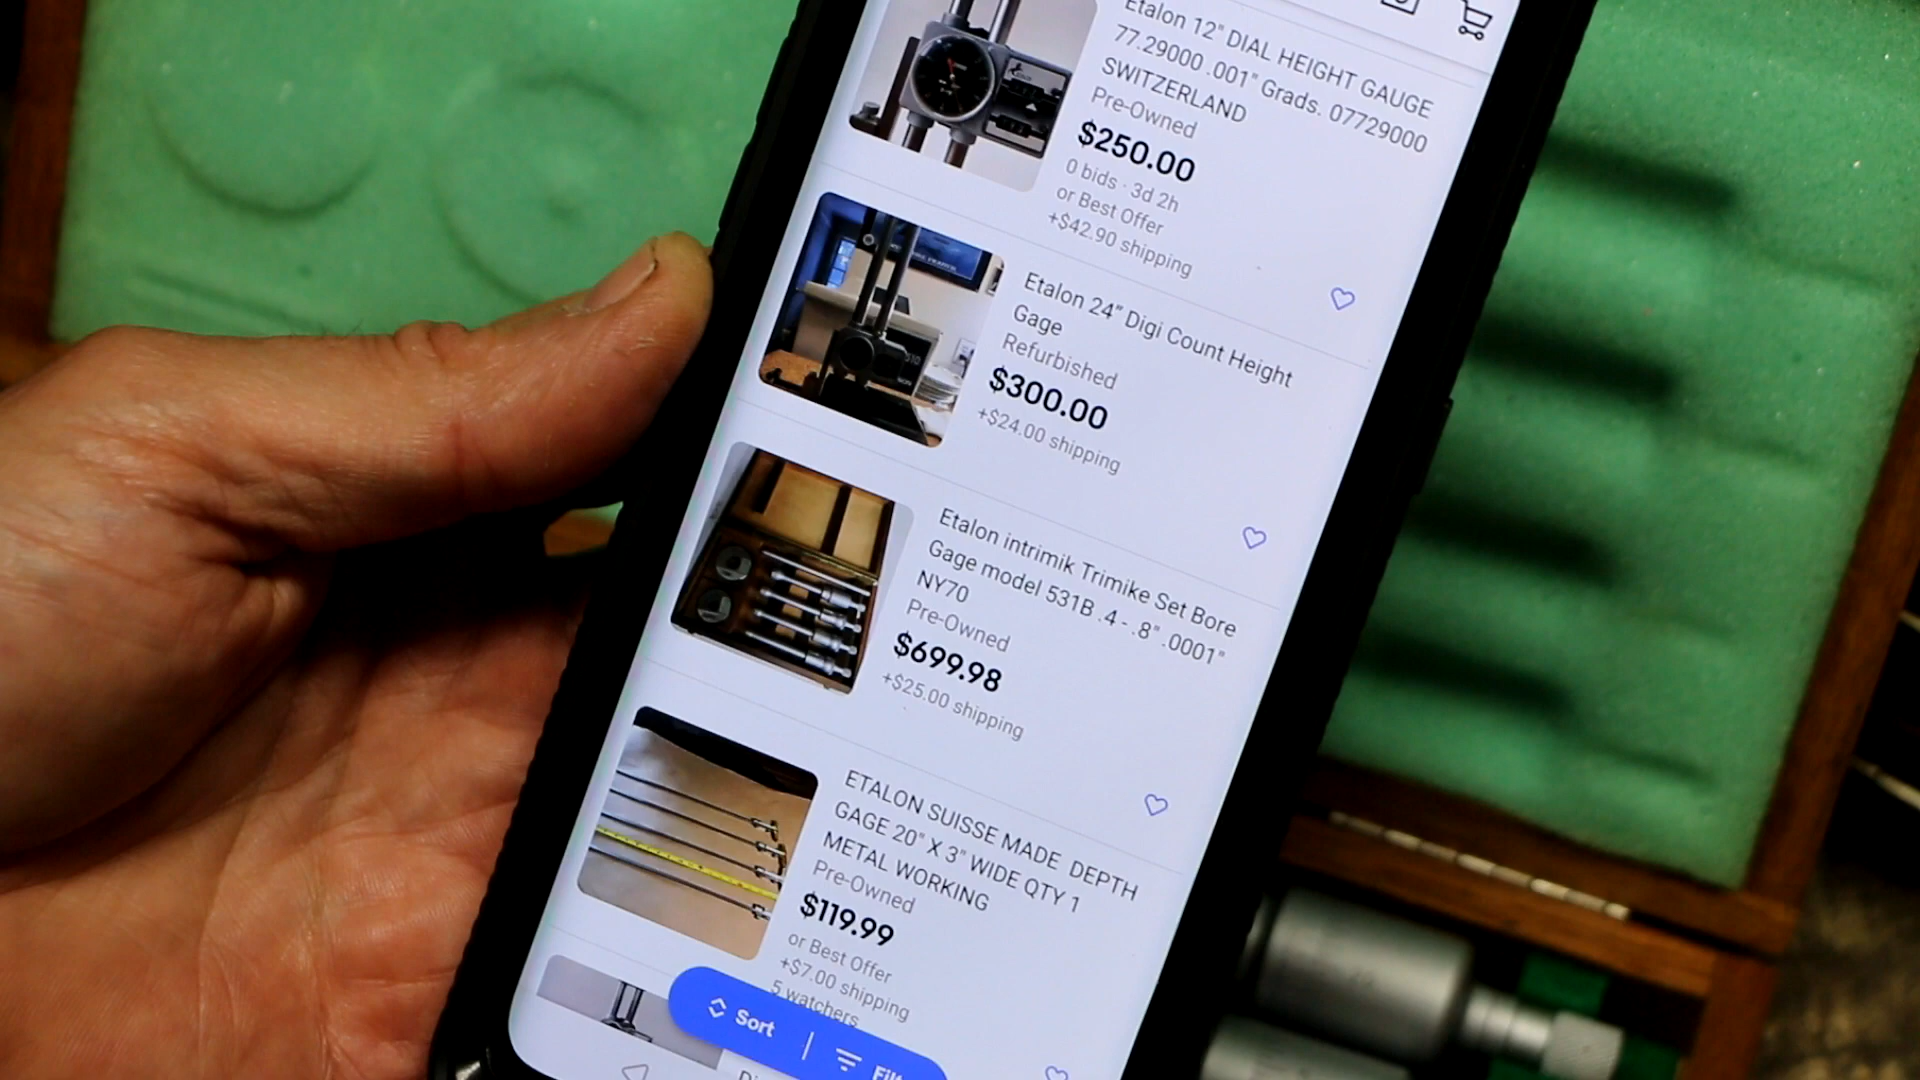 Etalon 12" DIAL HEIGHT GAUGE
77.29000 .001" Grads. 07729000
SWITZERLAND
Pre-Owned
$250.00
0 bids · 3d 2h
or Best Offer
+$42.90 shipping
Etalon 24" Digi Count Height
Gage
Refurbished
$300.00
+$24.00 shipping
Etalon intrimik Trimike Set Bore
Gage model 531B .4 - .8" .0001"
NY70
Pre-Owned
$699.98
+$25.00 shipping
ETALON SUISSE MADE DEPTH
GAGE 20" X 3" WIDE QTY 1
METAL WORKING
Pre-Owned
$119.99
or Best Offer
+$7.00 shipping
5 watchers
Sort